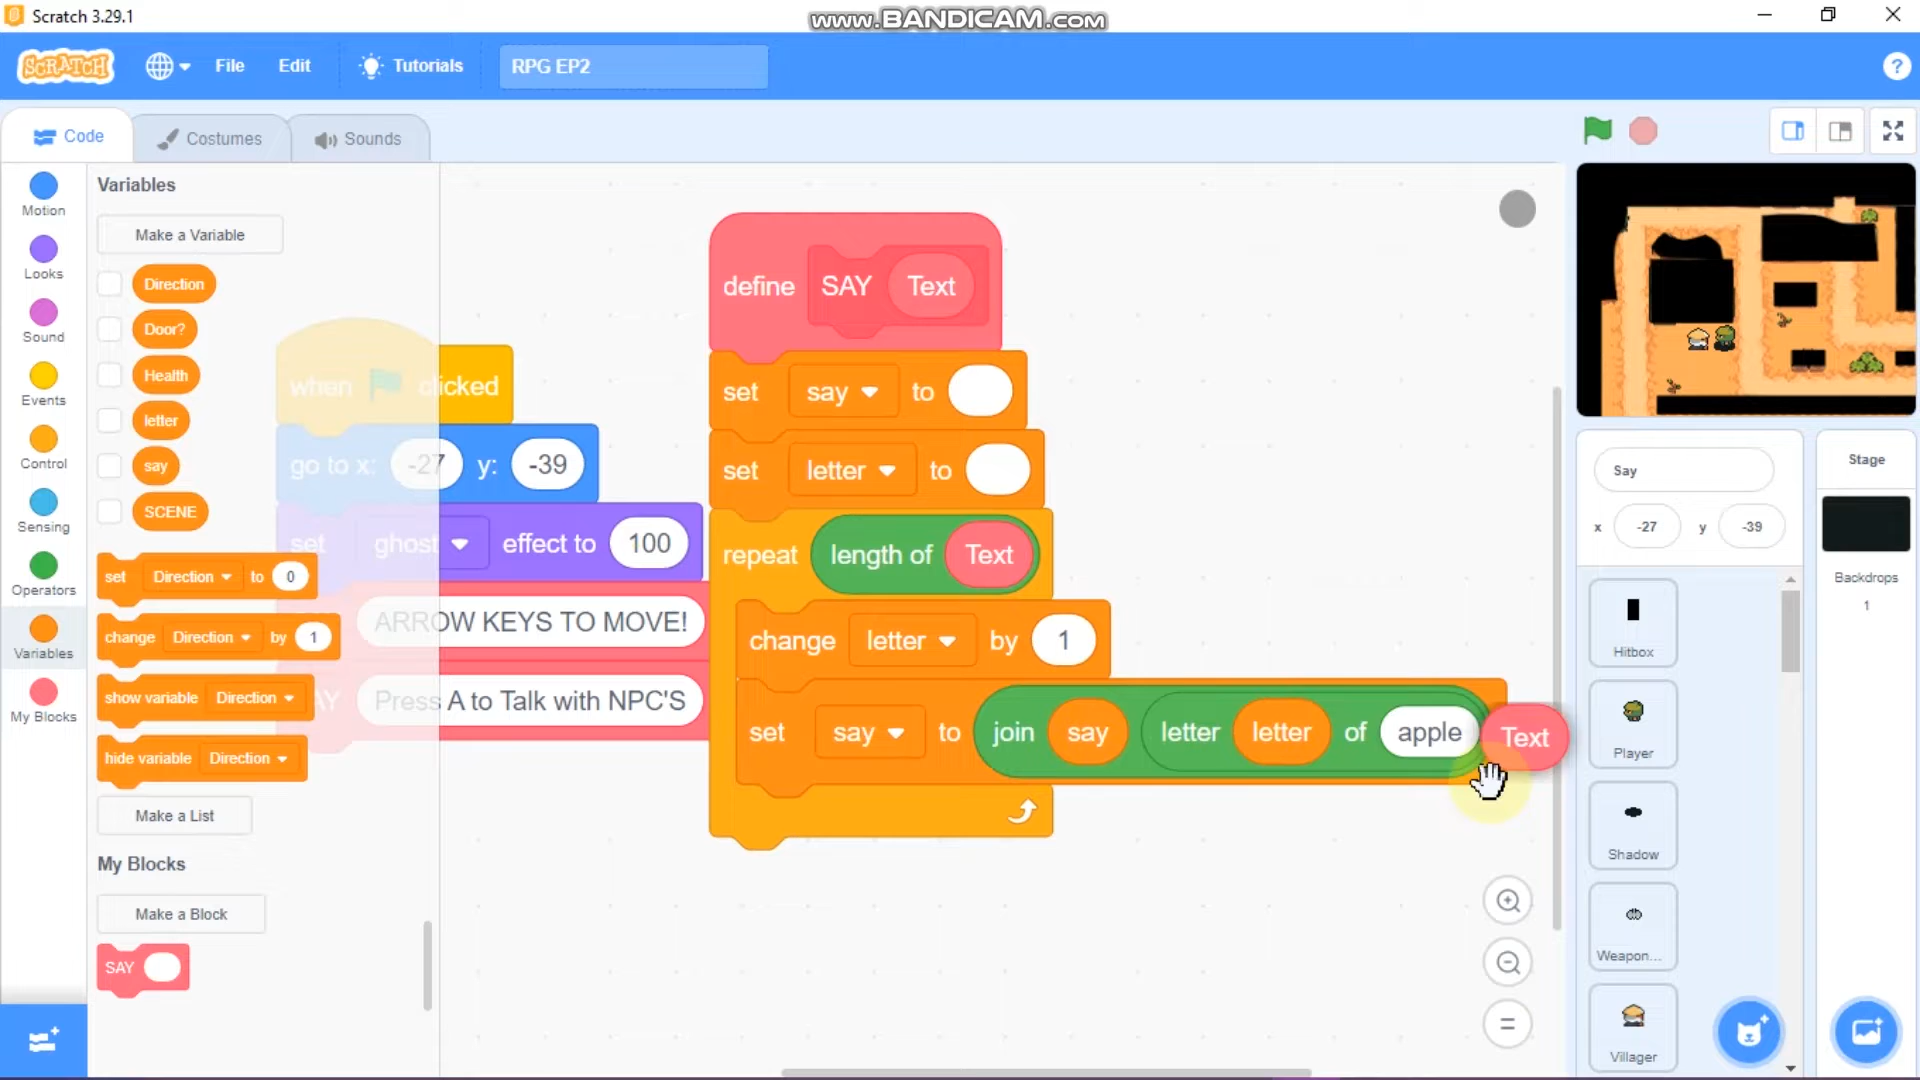 Scratch 3.29.1
www.BANDICAM.com
SCRATCH
File
Edit
Tutorials
RPG EP2
?
Code
Costumes
Sounds
Motion
Looks
Sound
Events
Control
Sensing
Operators
Variables
My Blocks
Variables
Make a Variable
Direction
Door?
Health
letter
say
SCENE
set Direction to 0
change Direction by 1
show variable Direction
hide variable Direction
Make a List
My Blocks
Make a Block
SAY
when clicked
go to x: -27 y: -39
set ghost effect to 100
ARROW KEYS TO MOVE!
AY Press A to Talk with NPC'S
define SAY Text
set say to
set letter to
repeat length of Text
change letter by 1
set say to join say letter letter of apple Text
Say
x -27 y -39
Hitbox
Player
Shadow
Weapon...
Villager
Stage
Backdrops
1